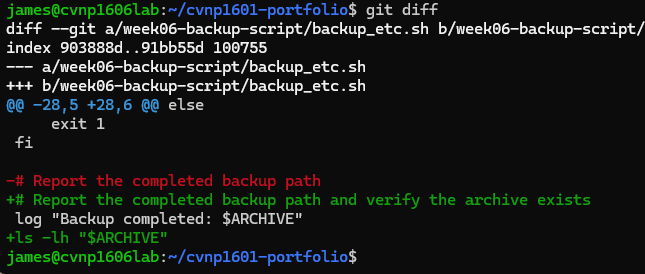 james@cvnp1606lab:~/cvnp1601-portfolio$ git diff
diff --git a/week06-backup-script/backup_etc.sh b/week06-backup-script/
index 903888d..91bb55d 100755
--- a/week06-backup-script/backup_etc.sh
+++ b/week06-backup-script/backup_etc.sh
@@ -28,5 +28,6 @@ else
     exit 1
 fi

-# Report the completed backup path
+# Report the completed backup path and verify the archive exists
 log "Backup completed: $ARCHIVE"
+ls -lh "$ARCHIVE"
james@cvnp1606lab:~/cvnp1601-portfolio$